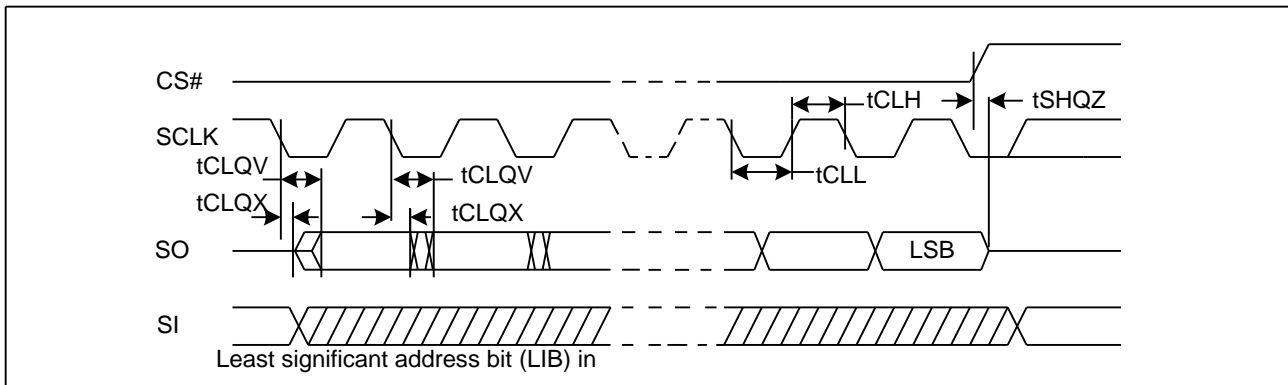 CS#
tCLH
tSHQZ
SCLK
tCLQV
tCLQV
tCLL
tCLQX
tCLQX
SO
LSB
SI
Least significant address bit (LIB) in